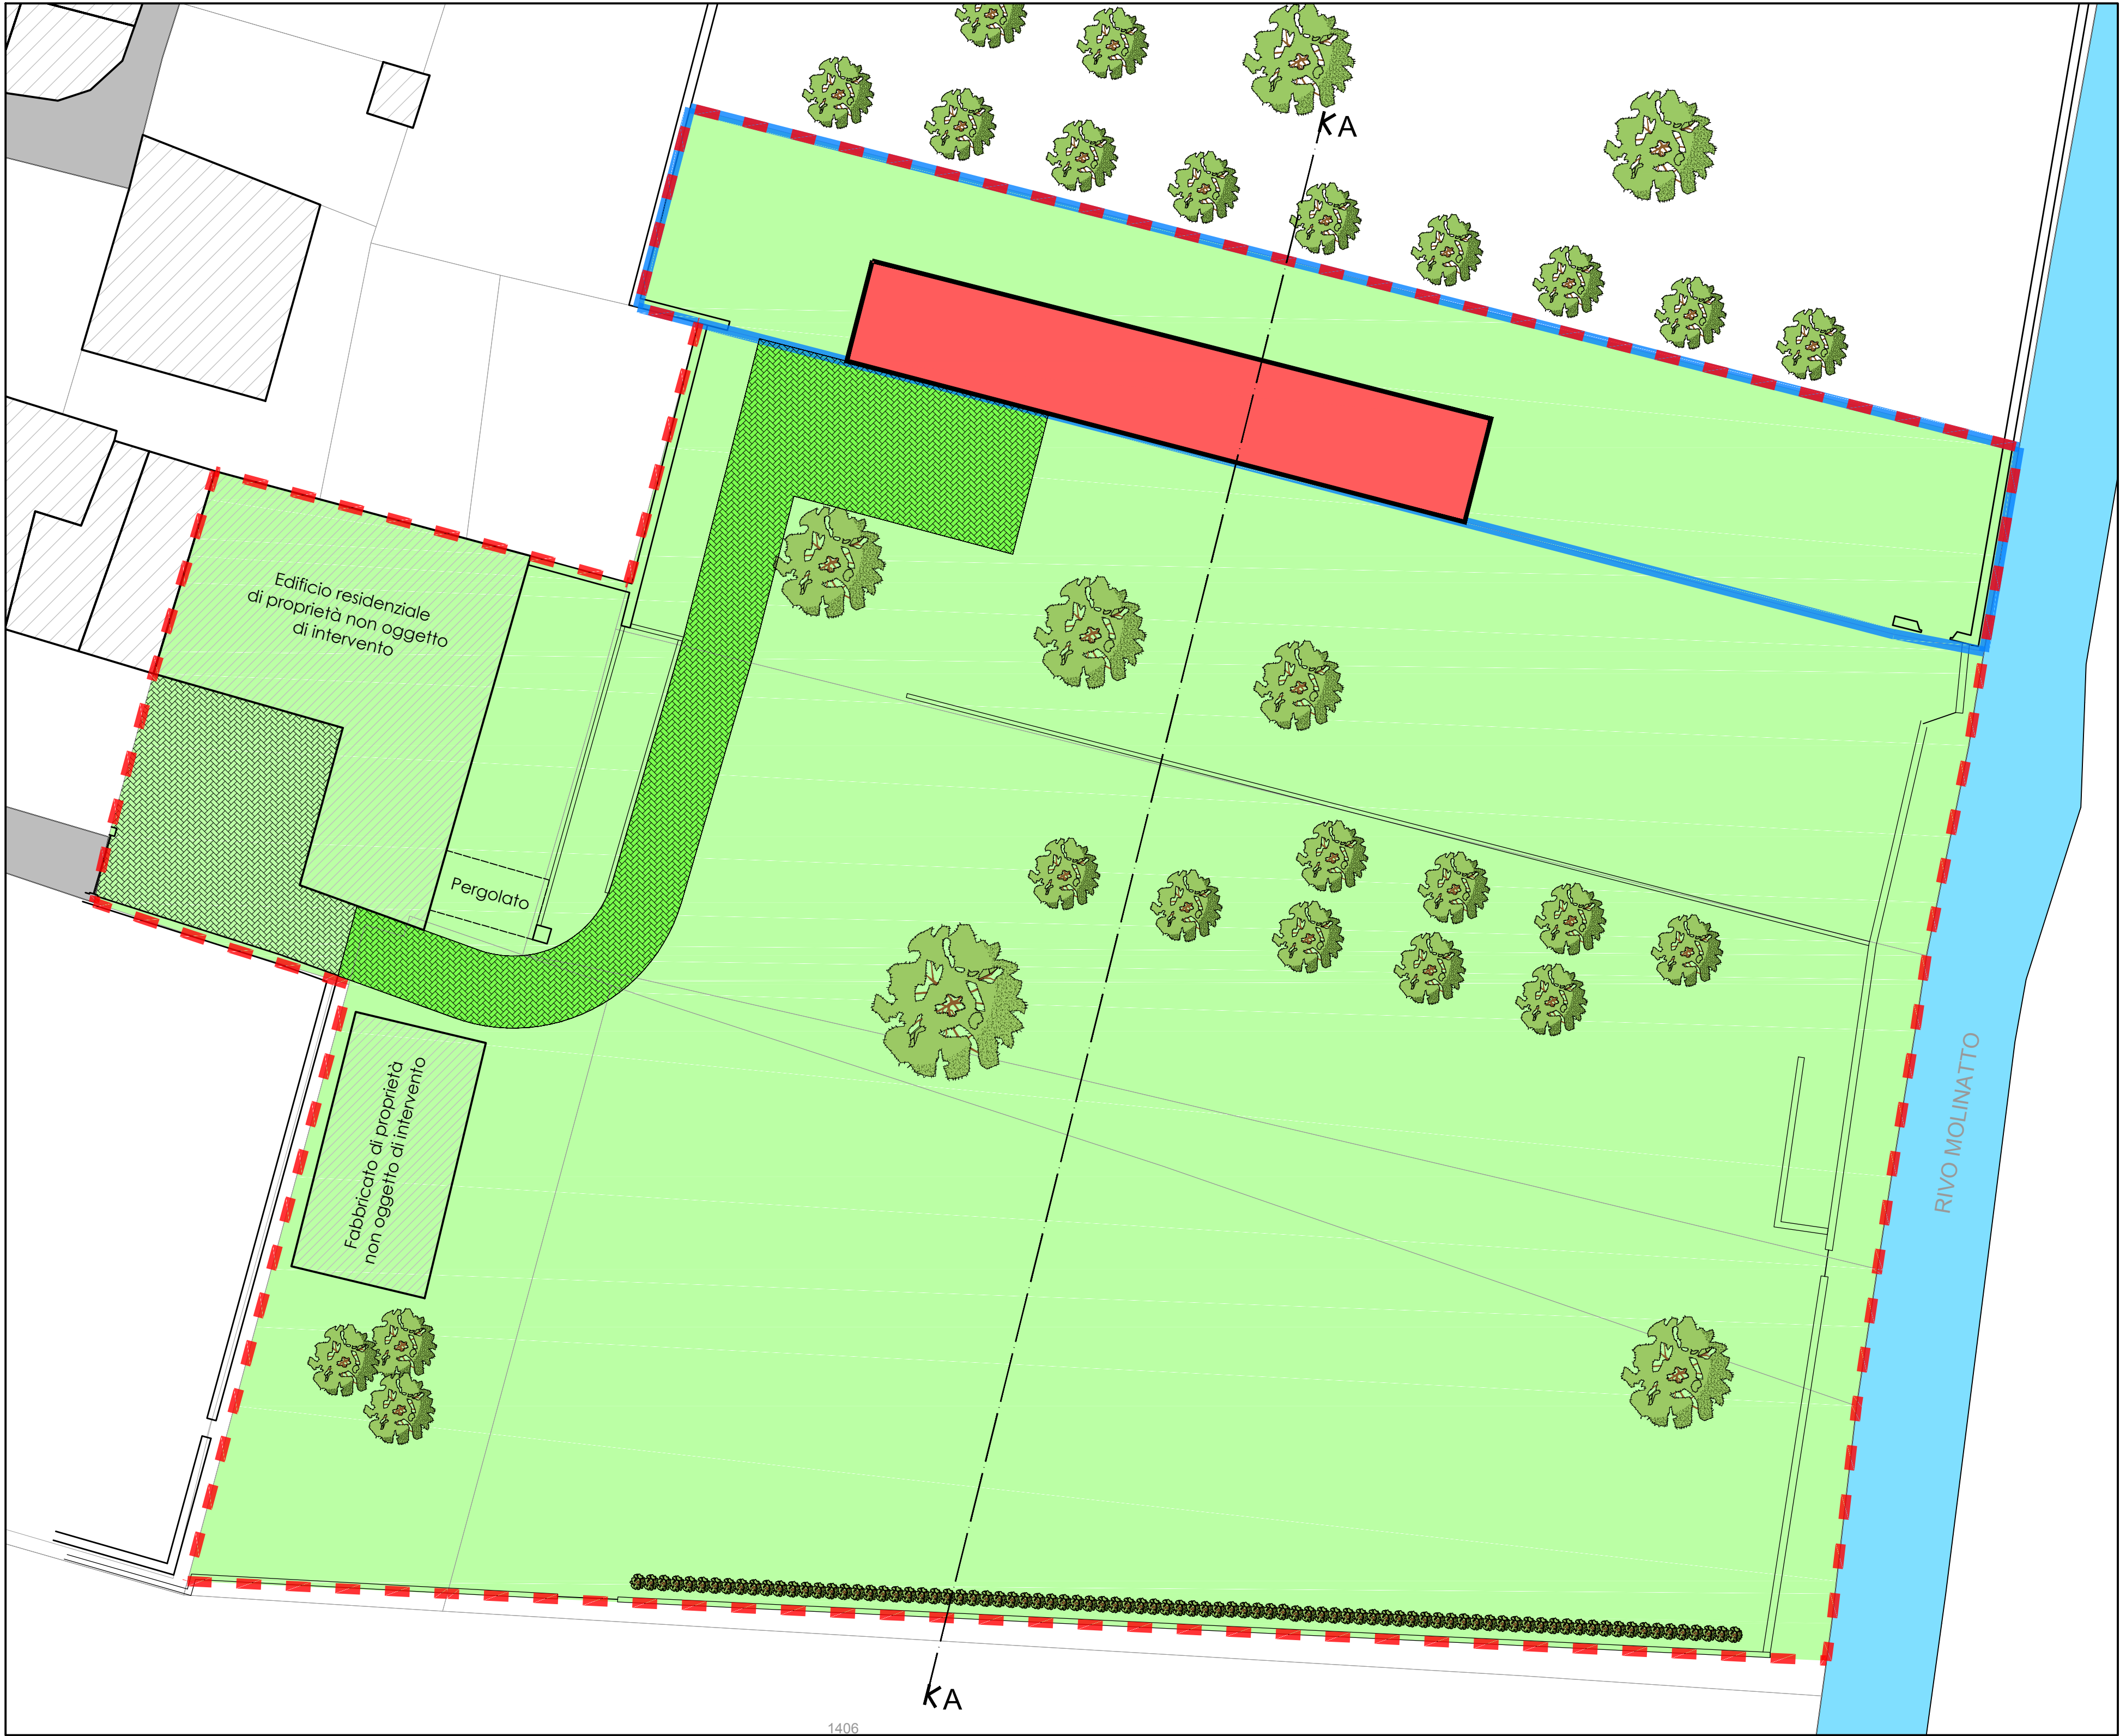 A
Edificio residenziale
di proprietà non oggetto
di intervento
Pergolato
Fabbricato di proprietà
non oggetto di intervento
RIVO MOLINATTO
A
1406